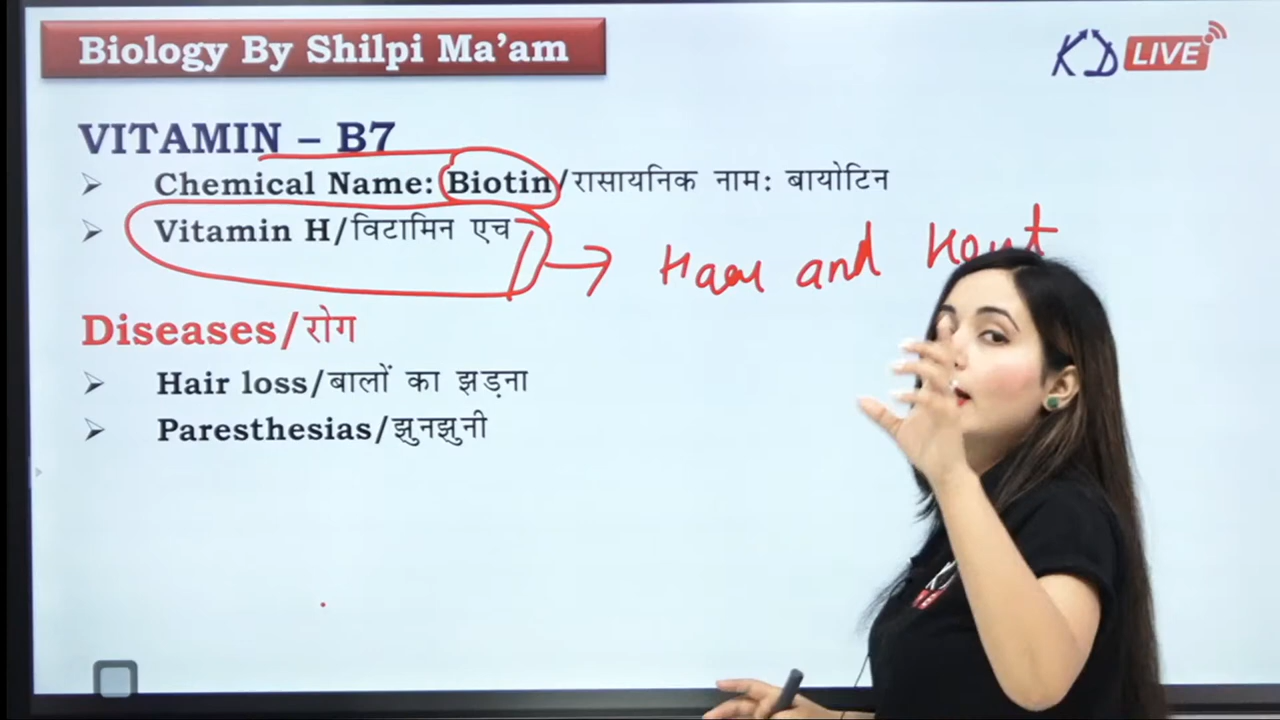 Biology By Shilpi Ma’am
KD LIVE
VITAMIN – B7
➢ Chemical Name: Biotin/रासायनिक नाम: बायोटिन
➢ Vitamin H/विटामिन एच
Haar and
Diseases/रोग
➢ Hair loss/बालों का झड़ना
➢ Paresthesias/झुनझुनी